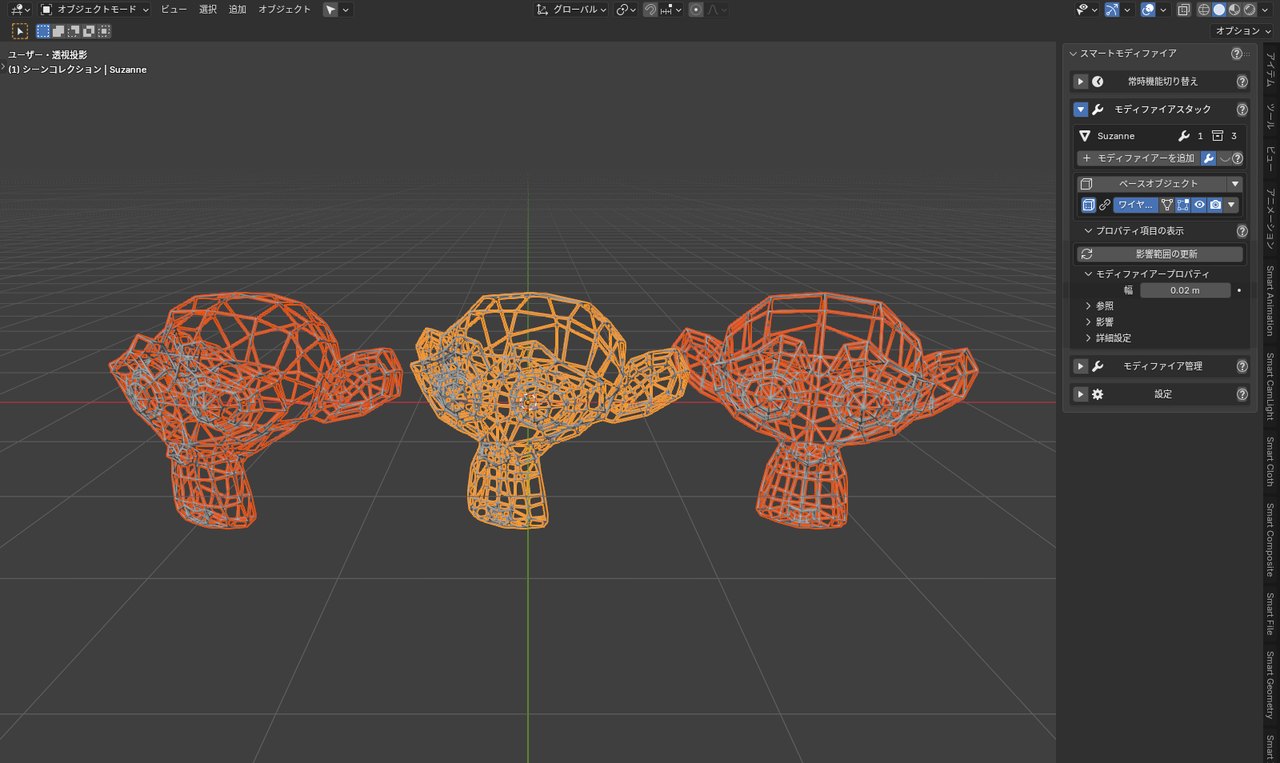 オブジェクトモード ビュー 選択 追加 オブジェクト グローバル
オプション
ユーザー・透視投影
(1) シーンコレクション | Suzanne
スマートモディファイア
常時機能切り替え
モディファイアスタック
Suzanne 1 3
モディファイアーを追加
ベースオブジェクト
ワイヤ...
プロパティ項目の表示
影響範囲の更新
モディファイアープロパティ
幅 0.02 m
参照
影響
詳細設定
モディファイア管理
設定
アイテム
ツール
ビュー
アニメーション
Smart Animation
Smart CamLight
Smart Cloth
Smart Composite
Smart File
Smart Geometry
Smart